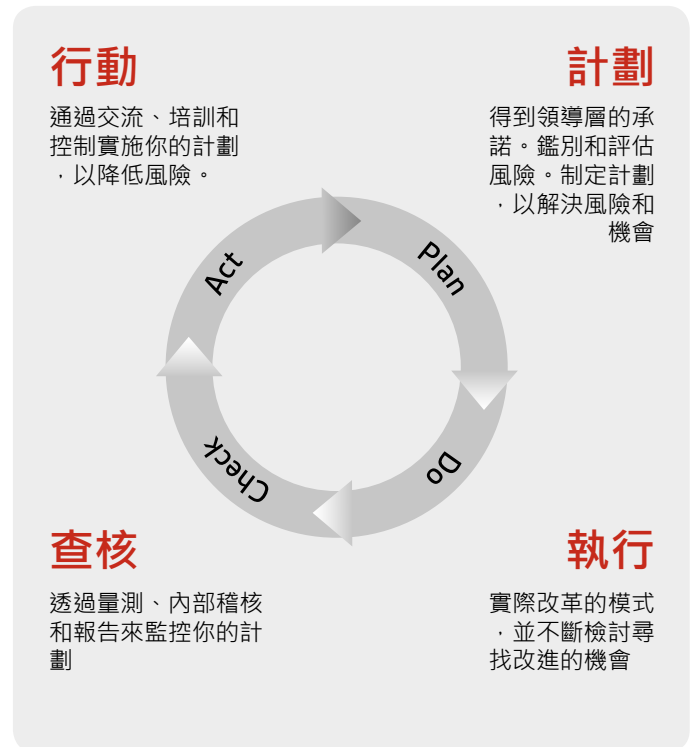 行動
通過交流、培訓和
控制實施你的計劃
，以降低風險。
計劃
得到領導層的承
諾。鑑別和評估
風險。制定計劃
，以解決風險和
機會
Act
Plan
Check
Do
查核
透過量測、內部稽核
和報告來監控你的計
劃
執行
實際改革的模式
，並不斷檢討尋
找改進的機會